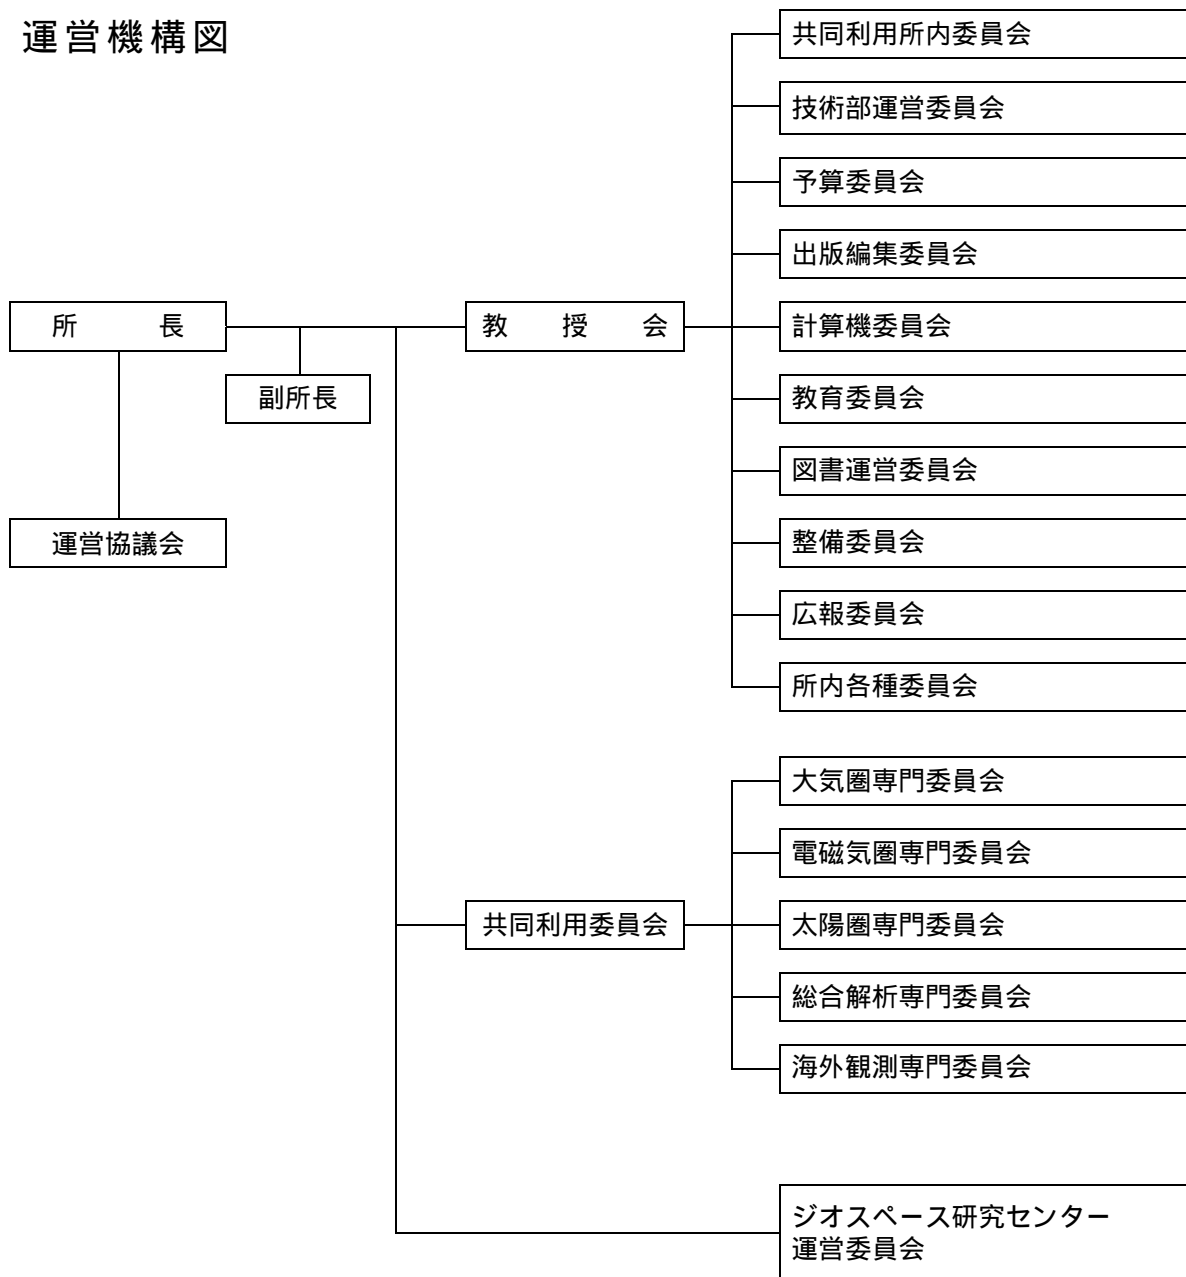 運営機構図
共同利用所内委員会
技術部運営委員会
予算委員会
出版編集委員会
所　長
教　授　会
計算機委員会
副所長
教育委員会
図書運営委員会
運営協議会
整備委員会
広報委員会
所内各種委員会
大気圏専門委員会
電磁気圏専門委員会
共同利用委員会
太陽圏専門委員会
総合解析専門委員会
海外観測専門委員会
ジオスペース研究センター
運営委員会